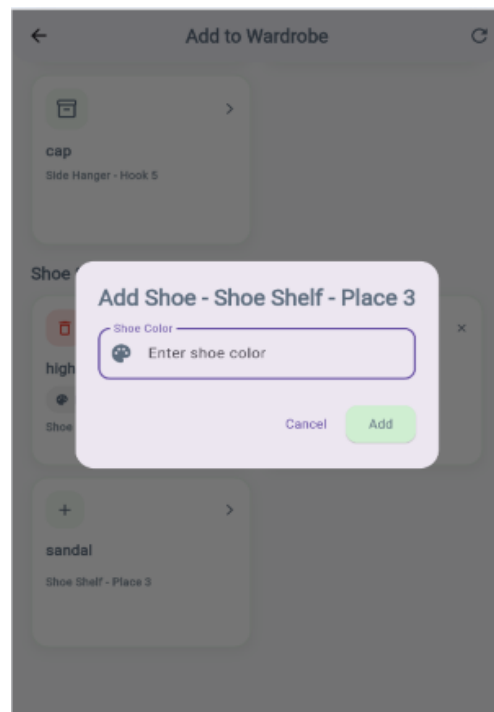 Add to Wardrobe
cap
Side Hanger - Hook 5
Shoe
Add Shoe - Shoe Shelf - Place 3
Shoe Color
Enter shoe color
high
Shoe
Cancel
Add
sandal
Shoe Shelf - Place 3